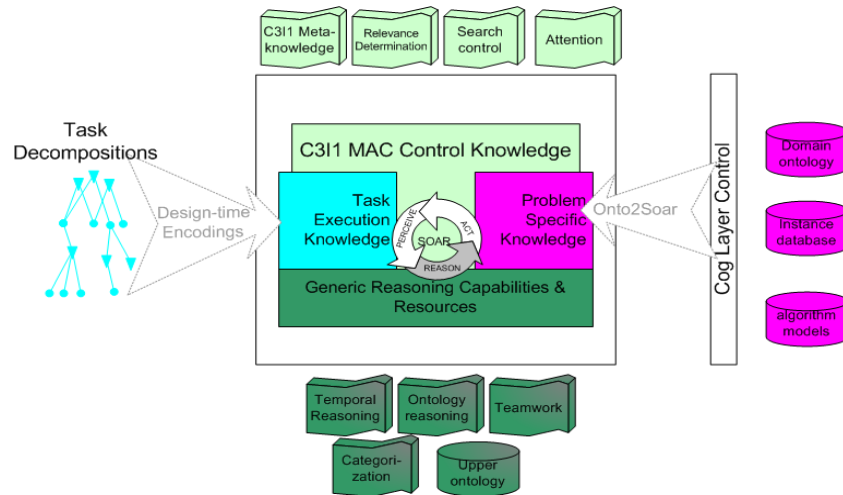 C3I1 Meta-
knowledge
Relevance
Determination
Search
control
Attention
Task
Decompositions
Design-time
Encodings
C3I1 MAC Control Knowledge
Task
Execution
Knowledge
Problem
Specific
Knowledge
PERCEIVE
ACT
SOAR
REASON
Generic Reasoning Capabilities &
Resources
Onto2Soar
Cog Layer Control
Domain
ontology
Instance
database
algorithm
models
Temporal
Reasoning
Ontology
reasoning
Teamwork
Categori-
zation
Upper
ontology